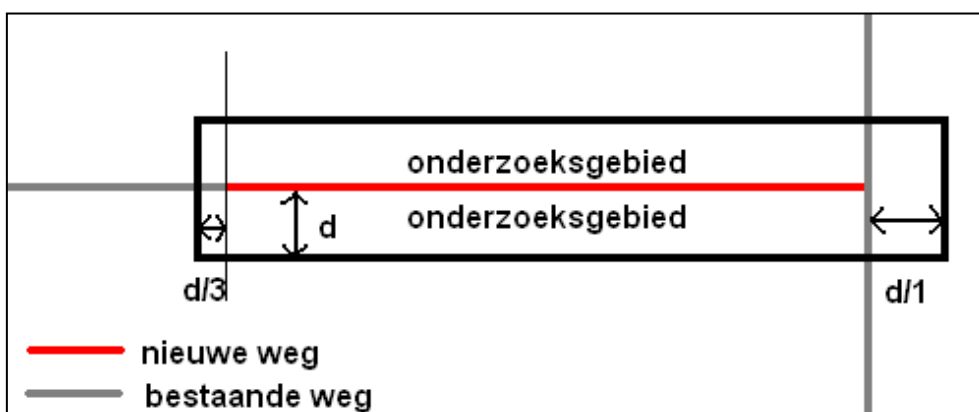 onderzoeksgebied
onderzoeksgebied
d
d/3
d/1
nieuwe weg
bestaande weg